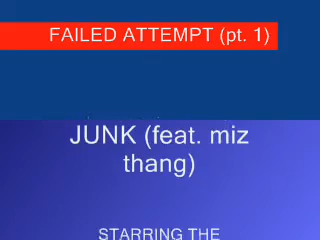 FAILED ATTEMPT (pt. 1)
JUNK (feat. miz
thang)
STARRING THE